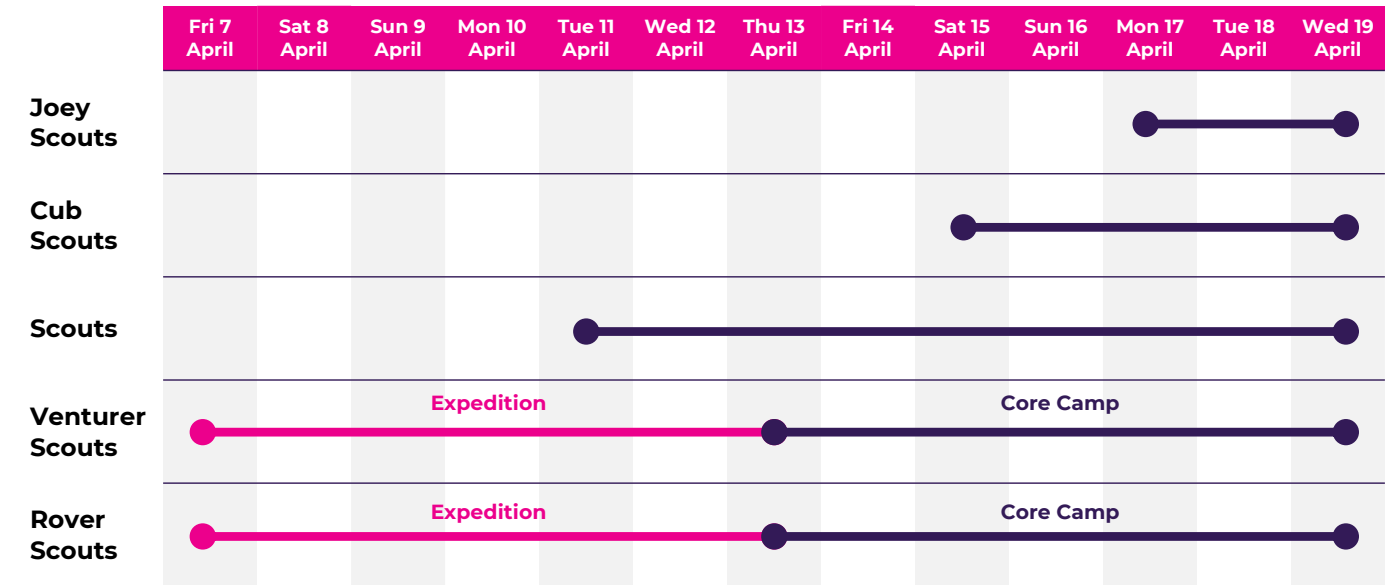 Fri 7 Sat 8 Sun 9 Mon 10 Tue 11 Wed 12 Thu 13 Fri 14 Sat 15 Sun 16 Mon 17 Tue 18 Wed 19
April April April April April April April April April April April April April
Joey
Scouts
Cub
Scouts
Scouts
Expedition Core Camp
Venturer
Scouts
Expedition Core Camp
Rover
Scouts